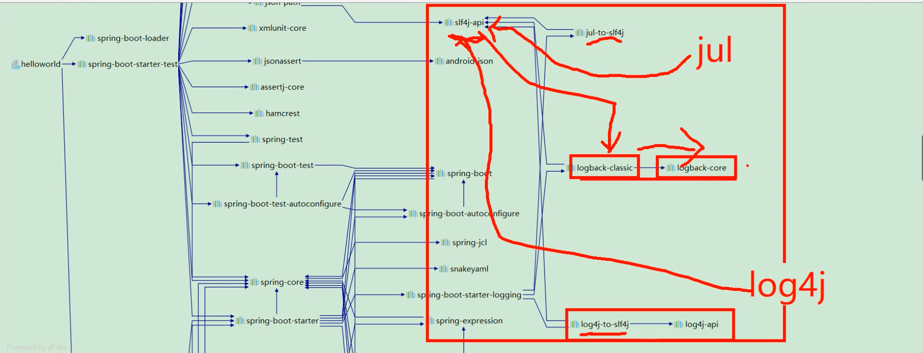 json-path
slf4j-api
xmlunit-core
jul-to-slf4j
spring-boot-loader
jul
helloworld
spring-boot-starter-test
jsonassert
android-json
assertj-core
hamcrest
spring-test
spring-boot-test
spring-boot
logback-classic
logback-core
spring-boot-test-autoconfigure
spring-boot-autoconfigure
spring-jcl
snakeyaml
spring-core
log4j
spring-boot-starter-logging
spring-boot-starter
spring-expression
log4j-to-slf4j
log4j-api
Powered by yFiles